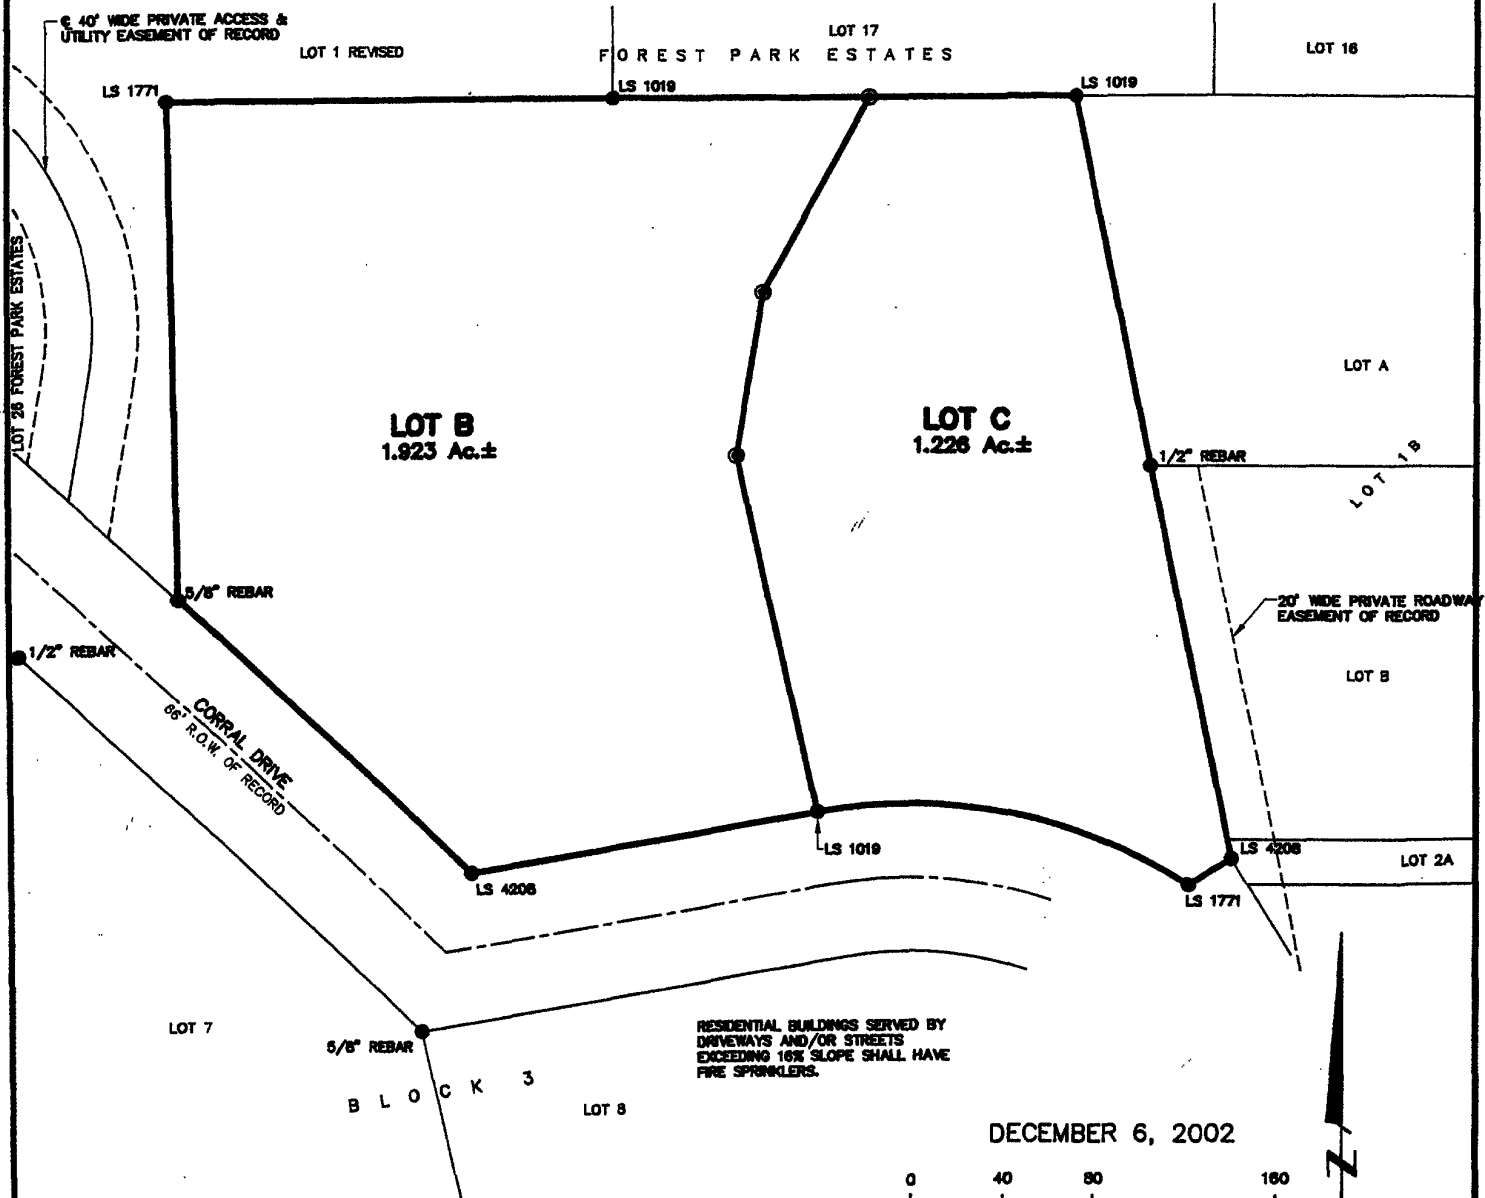 ℄ 40' WIDE PRIVATE ACCESS &
UTILITY EASEMENT OF RECORD
LOT 1 REVISED
LOT 17
FOREST PARK ESTATES
LOT 16
LS 1771
LS 1019
LS 1019
LOT 26 FOREST PARK ESTATES
LOT A
LOT B
1.923 Ac.±
LOT C
1.226 Ac.±
1/2" REBAR
LOT 1B
5/8" REBAR
20' WIDE PRIVATE ROADWAY
EASEMENT OF RECORD
1/2" REBAR
LOT B
CORRAL DRIVE
66' R.O.W. OF RECORD
LS 1019
LS 4208
LOT 2A
LS 4208
LS 1771
LOT 7
5/8" REBAR
RESIDENTIAL BUILDINGS SERVED BY
DRIVEWAYS AND/OR STREETS
EXCEEDING 16% SLOPE SHALL HAVE
FIRE SPRINKLERS.
BLOCK 3
LOT 8
DECEMBER 6, 2002
N
0 40 80 160